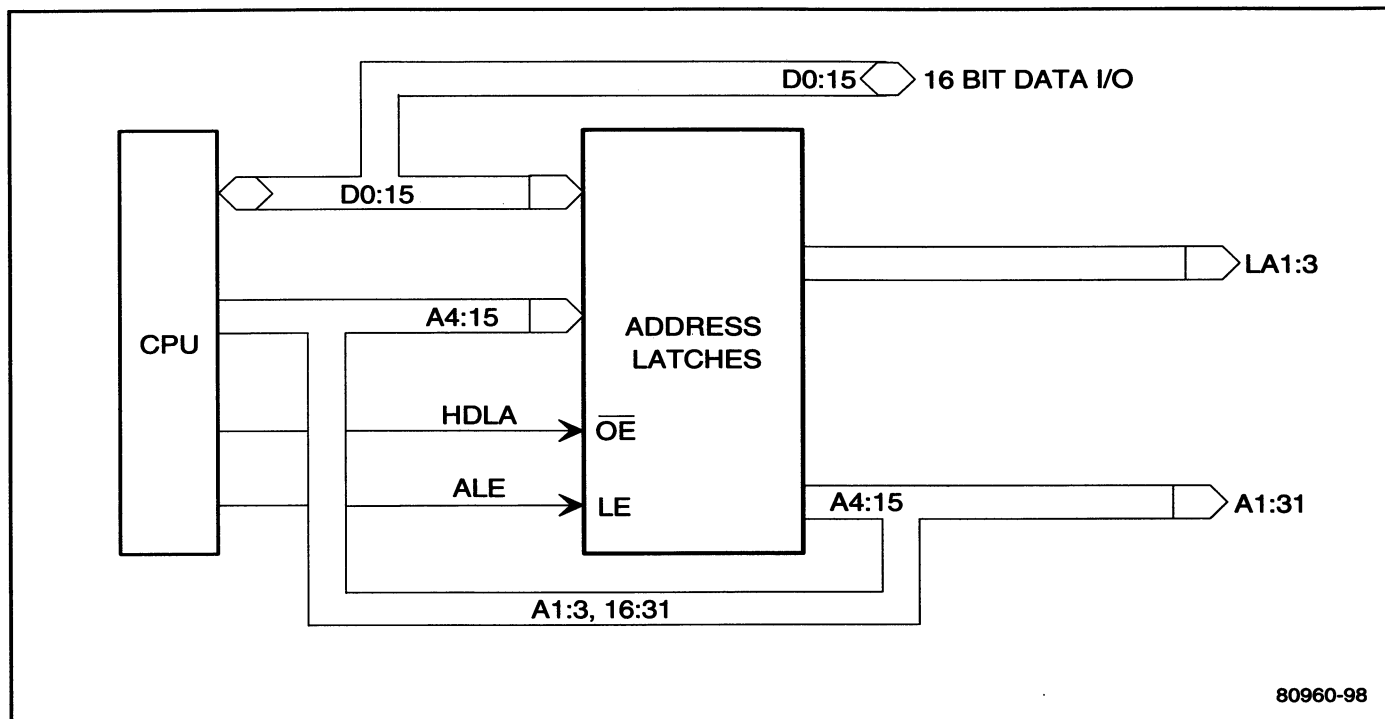 D0:15 16 BIT DATA I/O
D0:15
LA1:3
A4:15
CPU
ADDRESS
LATCHES
HDLA
OE
ALE
LE
A4:15
A1:31
A1:3, 16:31
80960-98